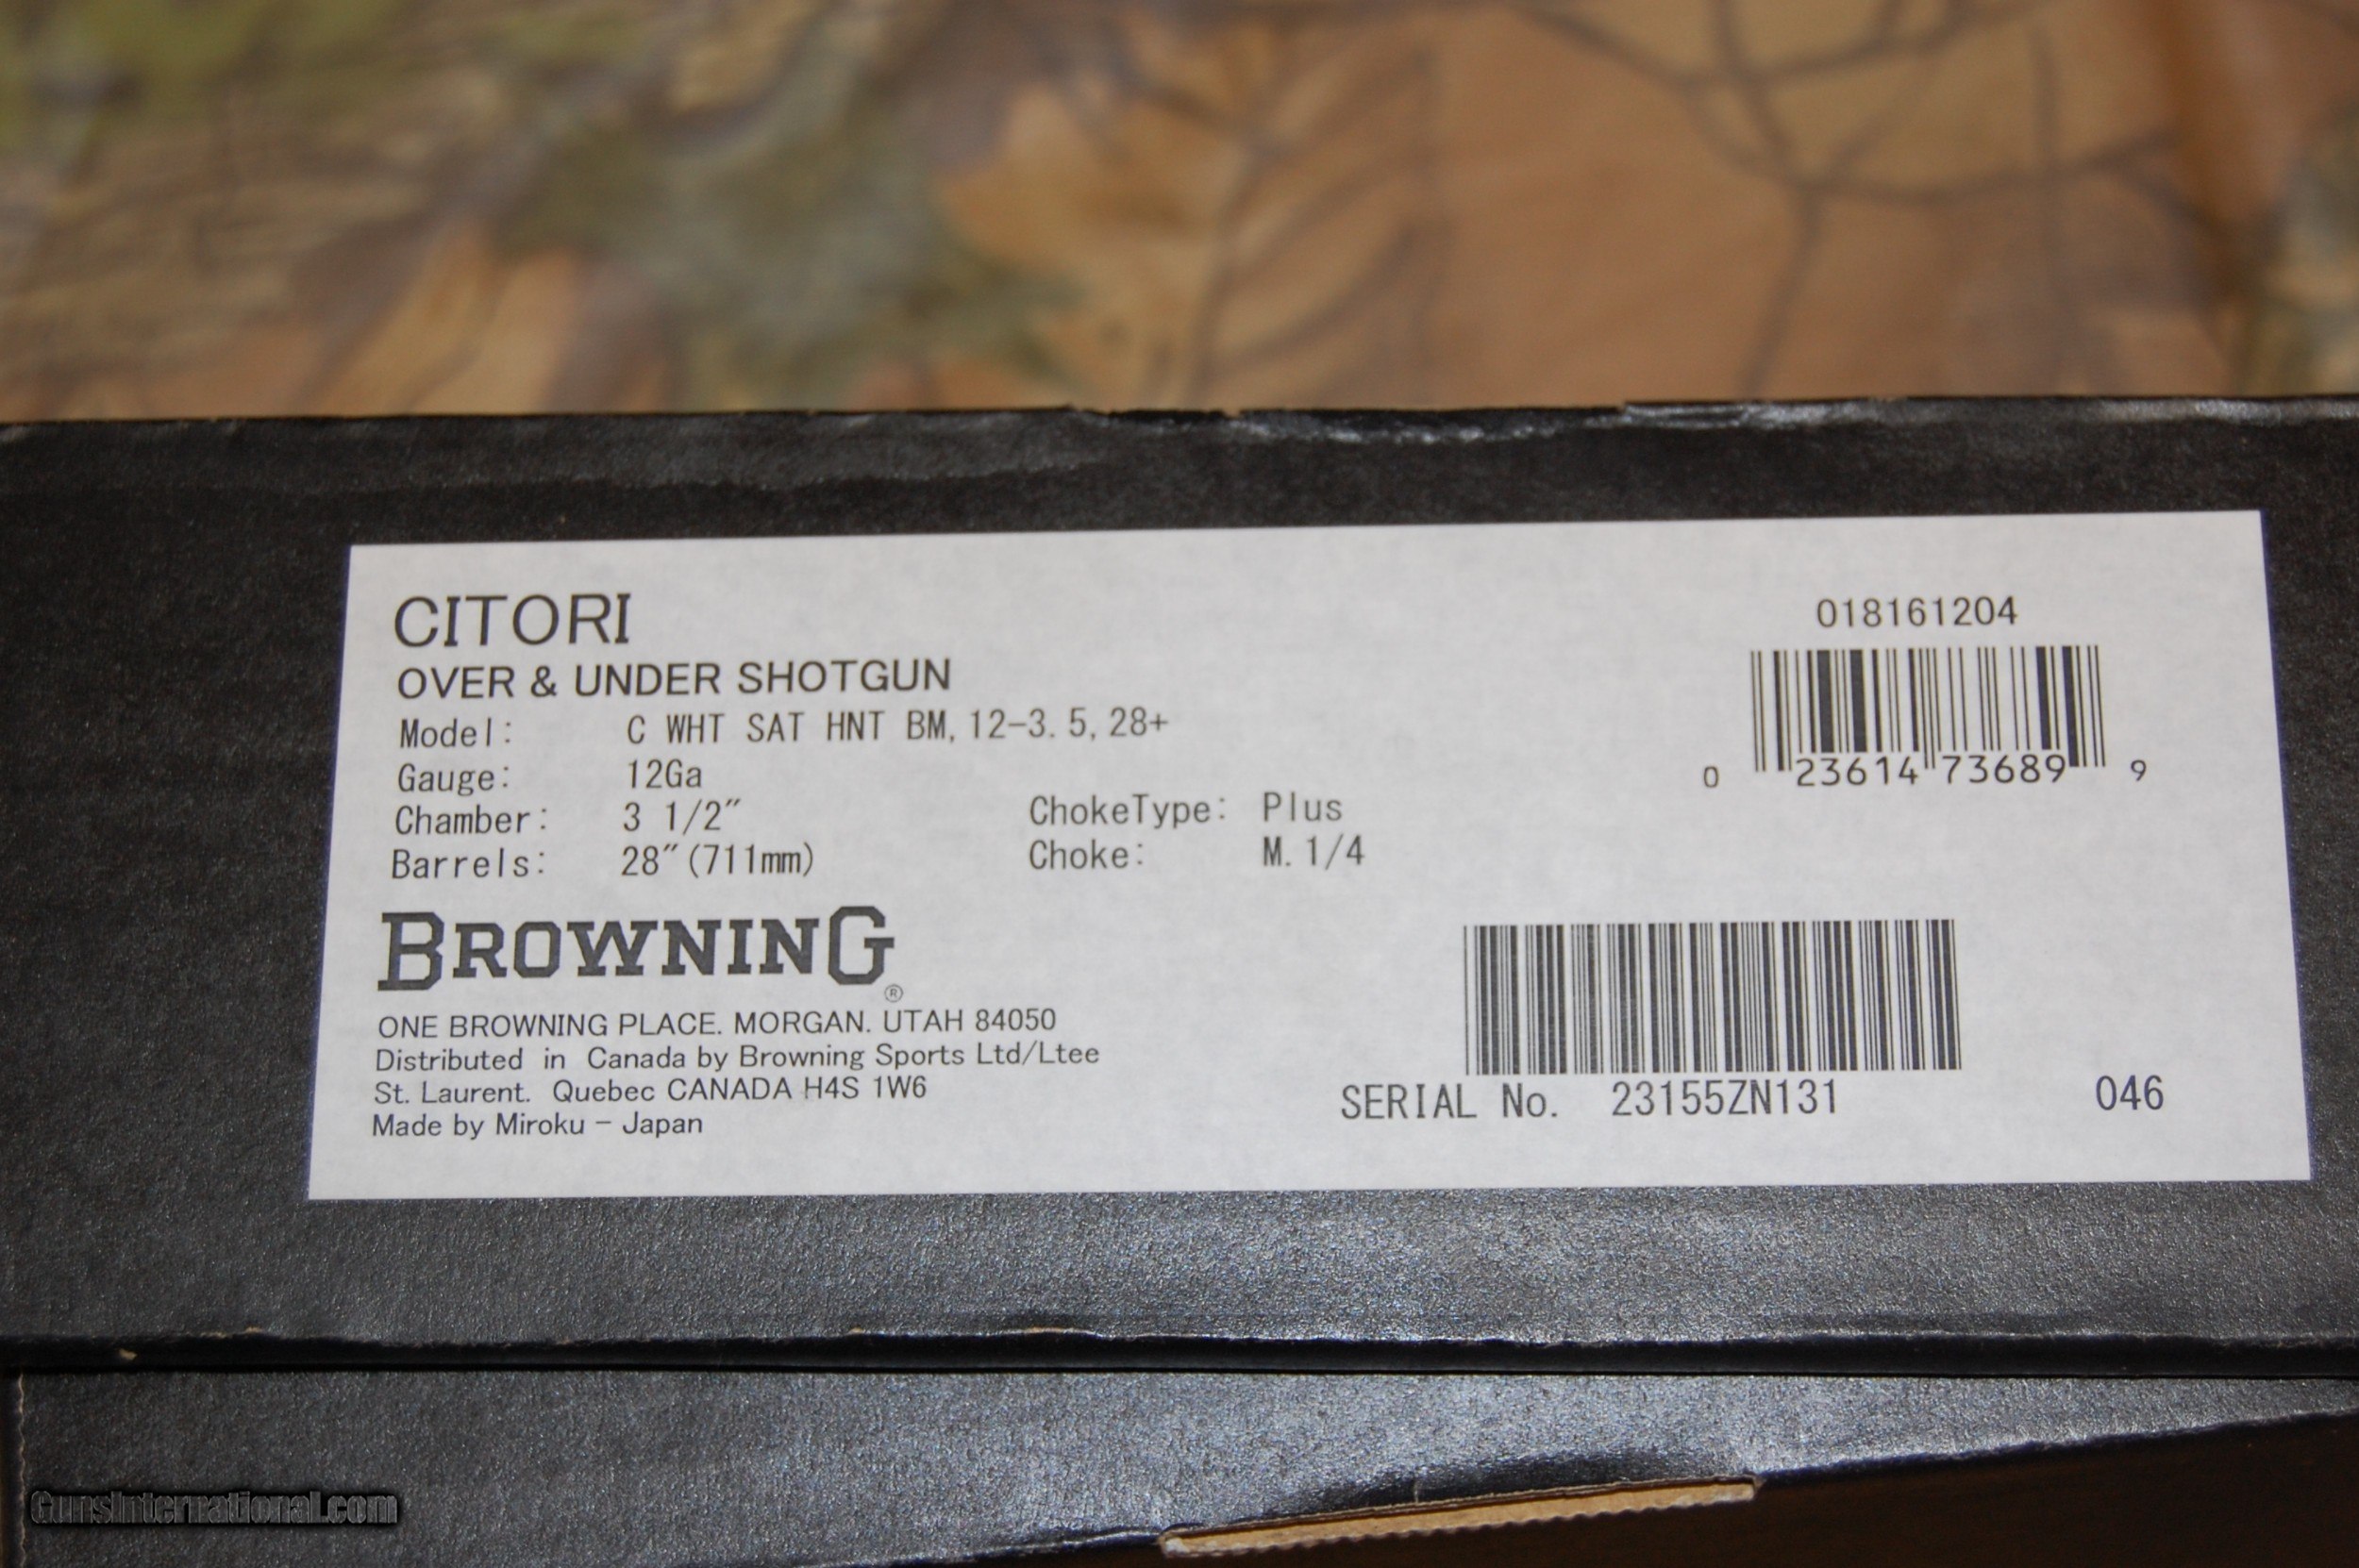 CITORI
OVER & UNDER SHOTGUN
Model: C WHT SAT HNT BM, 12-3. 5, 28+
Gauge: 12Ga
Chamber: 3 1/2″ ChokeType: Plus
Barrels: 28″(711mm) Choke: M. 1/4
018161204
0 23614 73689 9
BROWNING®
ONE BROWNING PLACE. MORGAN. UTAH 84050
Distributed in Canada by Browning Sports Ltd/Ltee
St. Laurent. Quebec CANADA H4S 1W6
Made by Miroku - Japan
SERIAL No. 23155ZN131 046
GunsInternational.com